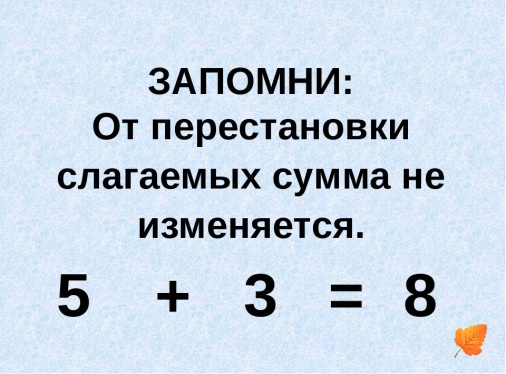 ЗАПОМНИ:
От перестановки
слагаемых сумма не
изменяется.
5 + 3 = 8